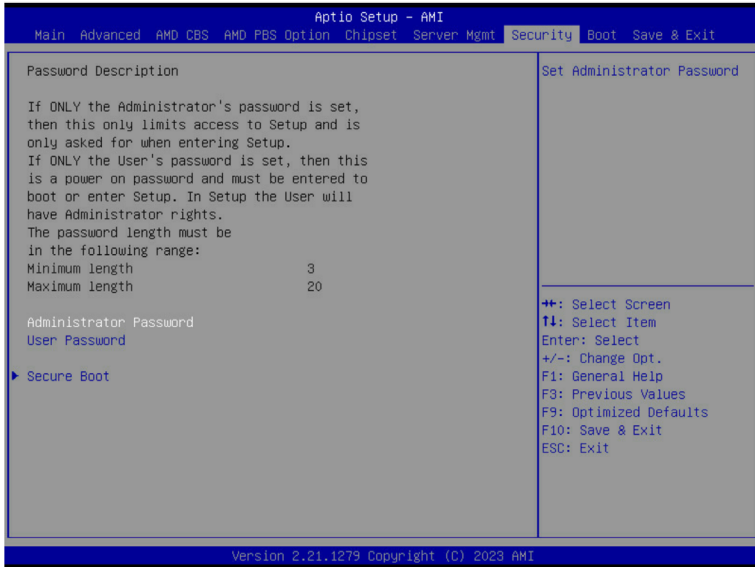 Aptio Setup - AMI
Main Advanced AMD CBS AMD PBS Option Chipset Server Mgmt Security Boot Save & Exit
Password Description
If ONLY the Administrator's password is set,
then this only limits access to Setup and is
only asked for when entering Setup.
If ONLY the User's password is set, then this
is a power on password and must be entered to
boot or enter Setup. In Setup the User will
have Administrator rights.
The password length must be
in the following range:
Minimum length 3
Maximum length 20
Administrator Password
User Password
Secure Boot
Set Administrator Password
→←: Select Screen
↑↓: Select Item
Enter: Select
+/-: Change Opt.
F1: General Help
F3: Previous Values
F9: Optimized Defaults
F10: Save & Exit
ESC: Exit
Version 2.21.1279 Copyright (C) 2023 AMI